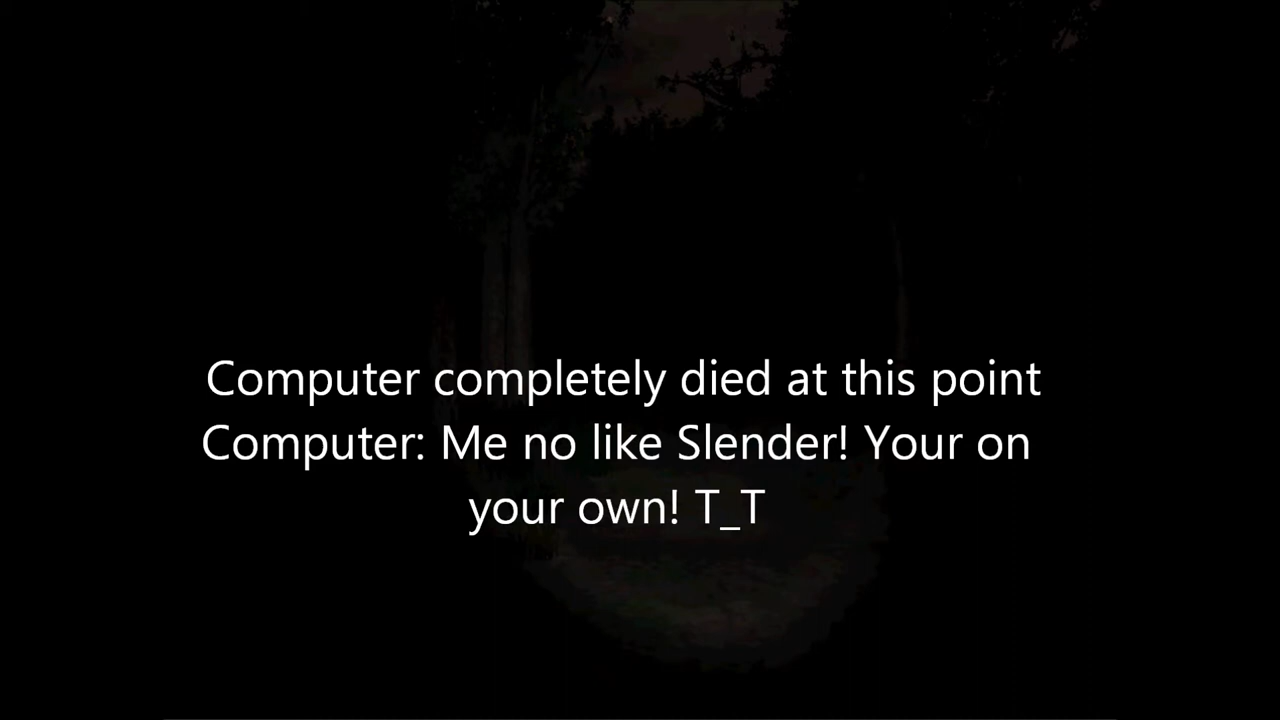 Computer completely died at this point
Computer: Me no like Slender! Your on
your own! T_T